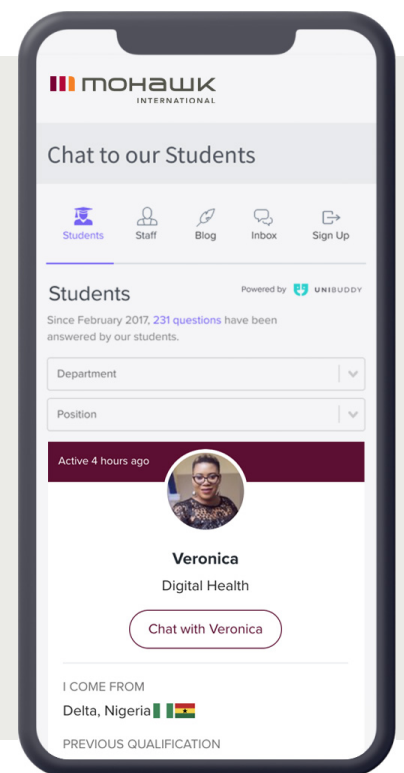 mohawk
INTERNATIONAL
Chat to our Students
Students
Staff
Blog
Inbox
Sign Up
Students
Powered by UNIBUDDY
Since February 2017, 231 questions have been
answered by our students.
Department
Position
Active 4 hours ago
Veronica
Digital Health
Chat with Veronica
I COME FROM
Delta, Nigeria
PREVIOUS QUALIFICATION